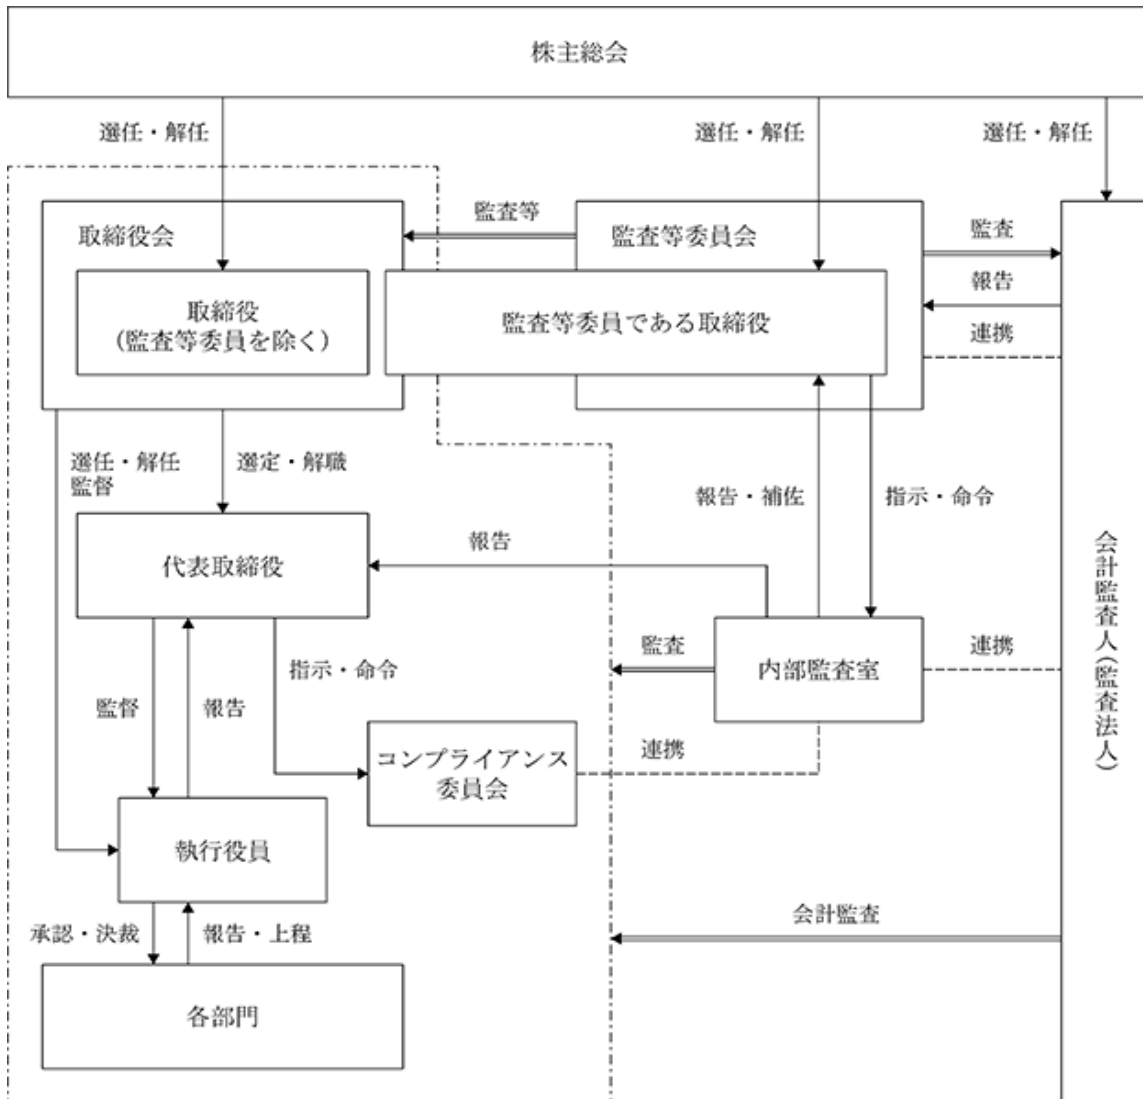 株主総会
選任・解任
選任・解任
選任・解任
取締役会
監査等
監査等委員会
監査
報告
連携
取締役
（監査等委員を除く）
監査等委員である取締役
選任・解任
監督
選定・解職
報告・補佐
指示・命令
代表取締役
報告
会計監査人（監査法人）
監督
報告
指示・命令
監査
内部監査室
連携
コンプライアンス
委員会
連携
執行役員
承認・決裁
報告・上程
会計監査
各部門